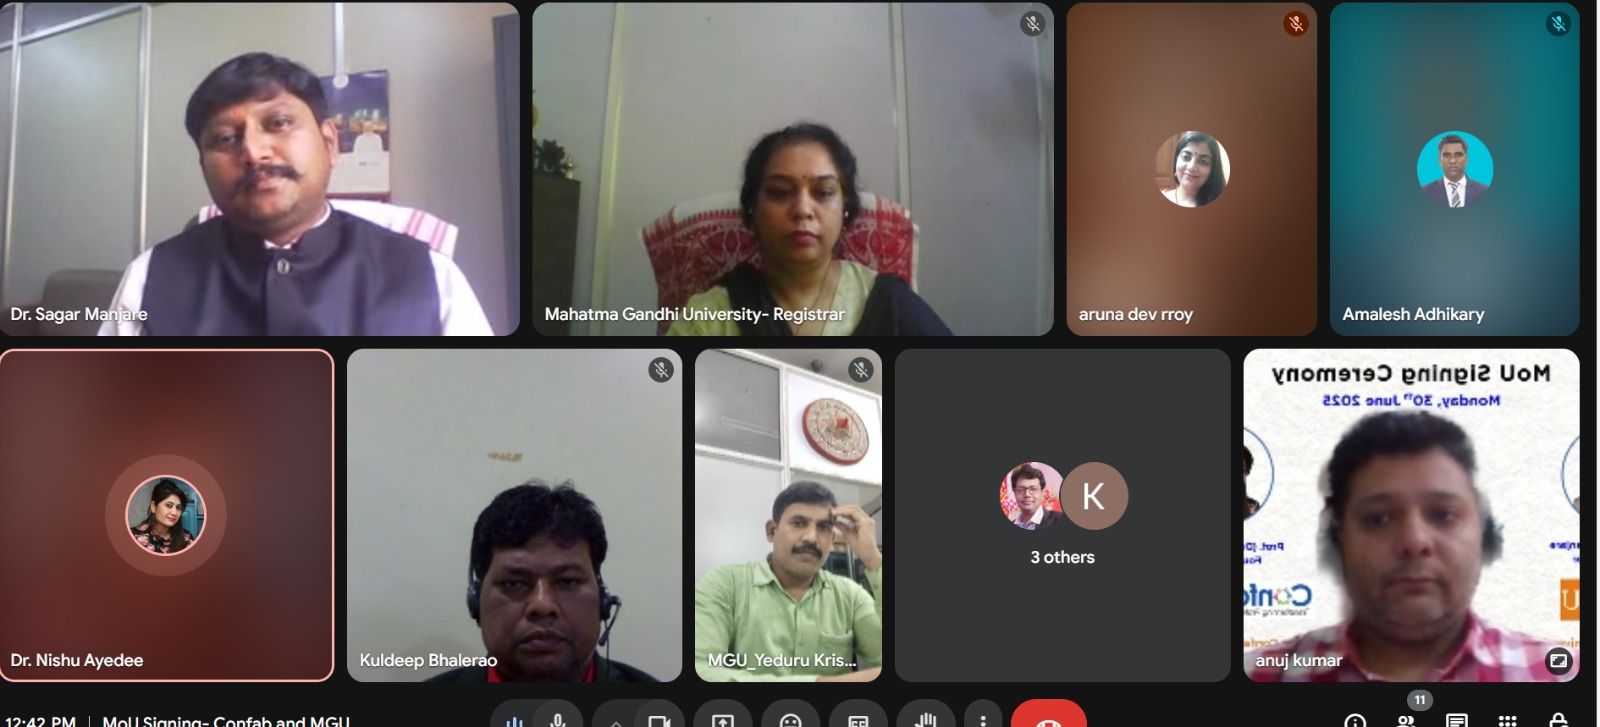 Dr. Sagar Manjare
Mahatma Gandhi University- Registrar
aruna dev rroy
Amalesh Adhikary
Dr. Nishu Ayedee
Kuldeep Bhalerao
MGU_Yeduru Kris...
K
3 others
MoU Signing Ceremony
Monday, 30th June 2025
anuj kumar
12:42 PM | MoU Signing- Confab and MGU
11